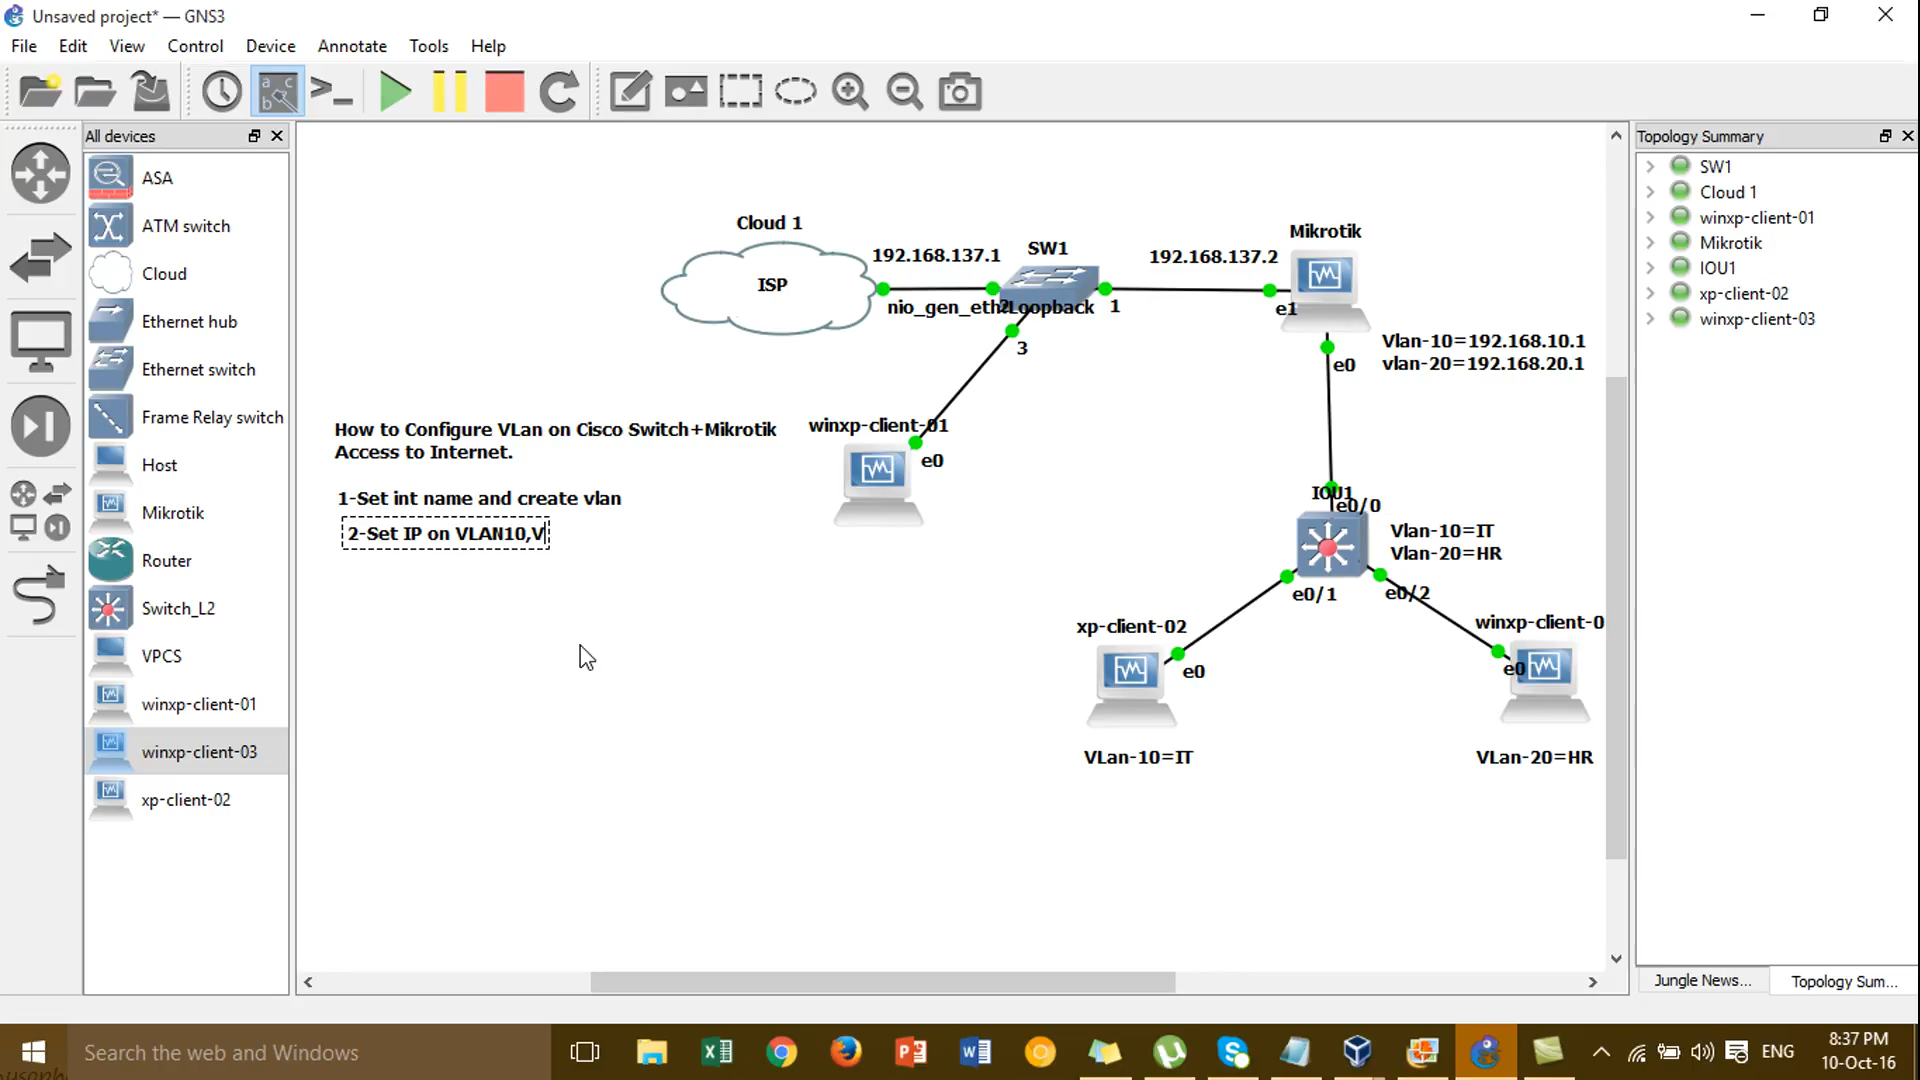 Unsaved project* — GNS3
File Edit View Control Device Annotate Tools Help
All devices
ASA
ATM switch
Cloud
Ethernet hub
Ethernet switch
Frame Relay switch
Host
Mikrotik
Router
Switch_L2
VPCS
winxp-client-01
winxp-client-03
xp-client-02
Cloud 1
ISP
192.168.137.1
nio_gen_eth:Loopback
SW1
2
1
3
192.168.137.2
Mikrotik
e1
e0
Vlan-10=192.168.10.1
vlan-20=192.168.20.1
winxp-client-01
e0
How to Configure VLan on Cisco Switch+Mikrotik
Access to Internet.
1-Set int name and create vlan
2-Set IP on VLAN10,V
IOU1
e0/0
Vlan-10=IT
Vlan-20=HR
e0/1
e0/2
xp-client-02
e0
VLan-10=IT
winxp-client-0
e0
VLan-20=HR
Topology Summary
SW1
Cloud 1
winxp-client-01
Mikrotik
IOU1
xp-client-02
winxp-client-03
Jungle News...
Topology Sum...
Search the web and Windows
ENG
8:37 PM
10-Oct-16